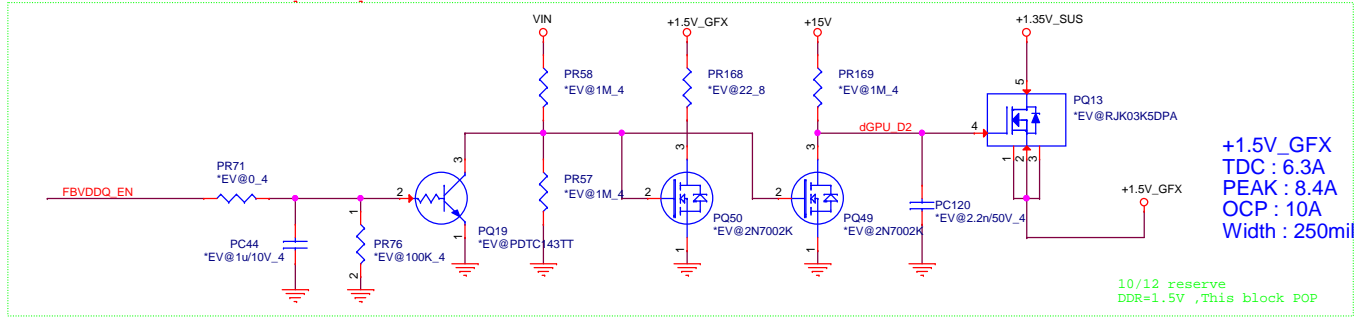 VIN
+1.5V_GFX
+15V
+1.35V_SUS
PR58
*EV@1M_4
PR168
*EV@22_8
PR169
*EV@1M_4
5
PQ13
*EV@RJK03K5DPA
dGPU_D2
4
1
2
3
3
3
3
PR71
*EV@0_4
FBVDDQ_EN
2
PR57
*EV@1M_4
2
2
+1.5V_GFX
+1.5V_GFX
TDC : 6.3A
PEAK : 8.4A
OCP : 10A
Width : 250mil
PC44
*EV@1u/10V_4
1
PR76
*EV@100K_4
2
1
PQ19
*EV@PDTC143TT
1
PQ50
*EV@2N7002K
1
PQ49
*EV@2N7002K
PC120
*EV@2.2n/50V_4
10/12 reserve
DDR=1.5V ,This block POP